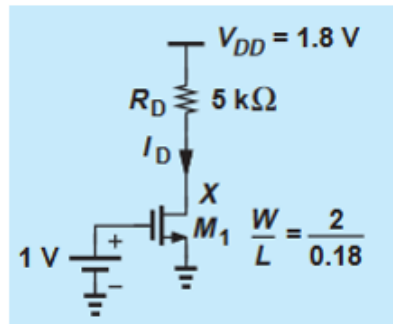 V_DD = 1.8 V
R_D 5 kΩ
I_D
X
M_1 W/L = 2/0.18
1 V + −